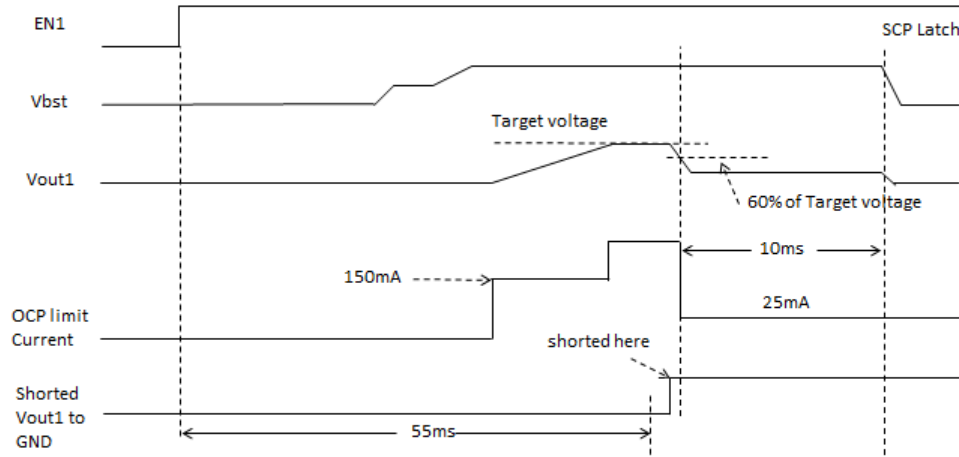 EN1
SCP Latch
Vbst
Target voltage
Vout1
60% of Target voltage
10ms
150mA
25mA
OCP limit
Current
shorted here
Shorted
Vout1 to
GND
55ms